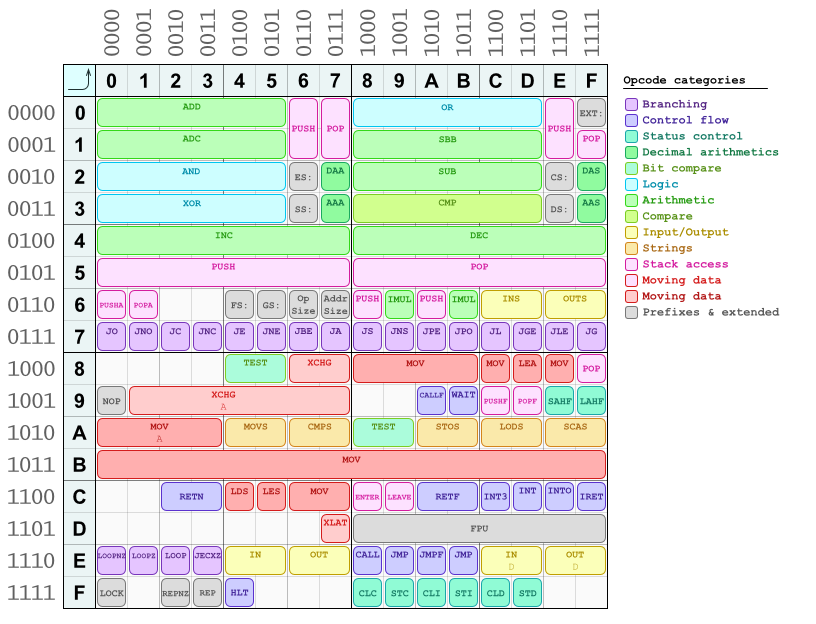 0000 0001 0010 0011 0100 0101 0110 0111 1000 1001 1010 1011 1100 1101 1110 1111
0 1 2 3 4 5 6 7 8 9 A B C D E F
0000 0 ADD PUSH POP OR PUSH EXT:
0001 1 ADC SBB POP
0010 2 AND ES: DAA SUB CS: DAS
0011 3 XOR SS: AAA CMP DS: AAS
0100 4 INC DEC
0101 5 PUSH POP
0110 6 PUSHA POPA FS: GS: Op Size Addr Size PUSH IMUL PUSH IMUL INS OUTS
0111 7 JO JNO JC JNC JE JNE JBE JA JS JNS JPE JPO JL JGE JLE JG
1000 8 TEST XCHG MOV MOV LEA MOV POP
1001 9 NOP XCHG A CALLF WAIT PUSHF POPF SAHF LAHF
1010 A MOV A MOVS CMPS TEST STOS LODS SCAS
1011 B MOV
1100 C RETN LDS LES MOV ENTER LEAVE RETF INT3 INT INTO IRET
1101 D XLAT FPU
1110 E LOOPNZ LOOPZ LOOP JECXZ IN OUT CALL JMP JMPF JMP IN D OUT D
1111 F LOCK REPNZ REP HLT CLC STC CLI STI CLD STD
Opcode categories
Branching
Control flow
Status control
Decimal arithmetics
Bit compare
Logic
Arithmetic
Compare
Input/Output
Strings
Stack access
Moving data
Moving data
Prefixes & extended